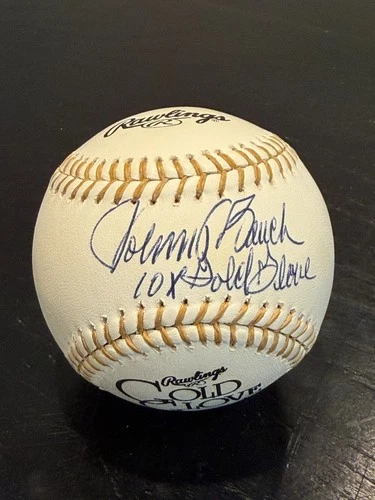 Rawlings
R
Johnny Bench
10X Gold Glove
Rawlings
R
GOLD
GLOVE